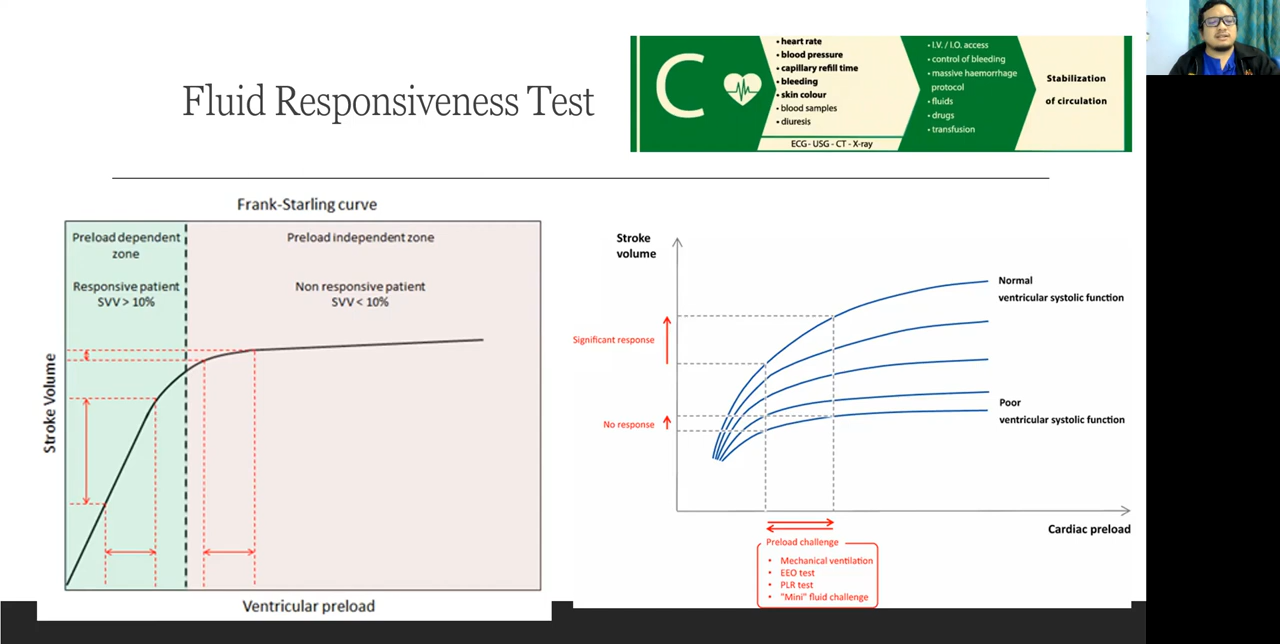 Fluid Responsiveness Test
C
• heart rate
• blood pressure
• capillary refill time
• bleeding
• skin colour
• blood samples
• diuresis
ECG - USG - CT - X-ray
• I.V. / I.O. access
• control of bleeding
• massive haemorrhage
protocol
• fluids
• drugs
• transfusion
Stabilization
of circulation
Frank-Starling curve
Preload dependent
zone
Responsive patient
SVV > 10%
Preload independent zone
Non responsive patient
SVV < 10%
Stroke Volume
Ventricular preload
Stroke
volume
Normal
ventricular systolic function
Significant response
Poor
ventricular systolic function
No response
Cardiac preload
Preload challenge
• Mechanical ventilation
• EEO test
• PLR test
• "Mini" fluid challenge